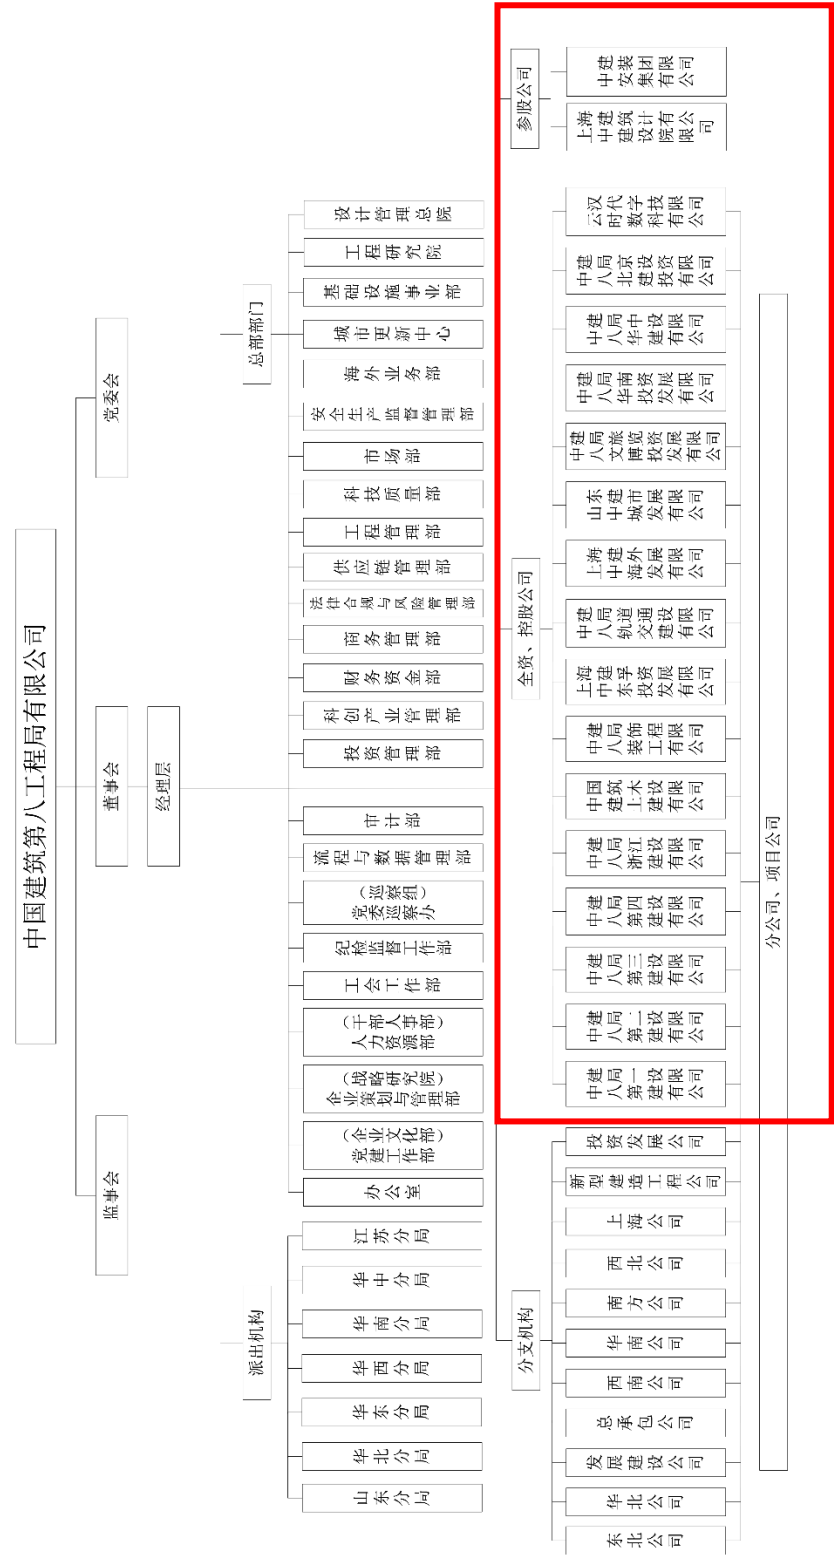 中国建筑第八工程局有限公司
监事会
董事会
党委会
经理层
派出机构
总部部门
山东分局
华北分局
华东分局
华西分局
华南分局
华中分局
江苏分局
办公室
党建工作部
（企业文化部）
企业策划与管理部
（战略研究院）
人力资源部
（干部人事部）
工会工作部
纪检监督工作部
党委巡察办
（巡察组）
流程与数据管理部
审计部
投资管理部
科创产业管理部
财务资金部
商务管理部
法律合规与风险管理部
供应链管理部
工程管理部
科技质量部
市场部
安全生产监督管理部
海外业务部
城市更新中心
基础设施事业部
工程研究院
设计管理总院
分支机构
全资、控股公司
参股公司
东北公司
华北公司
发展建设公司
总承包公司
西南公司
华南公司
南方公司
西北公司
上海公司
新型建造工程公司
投资发展公司
中建八局第一建设有限公司
中建八局第二建设有限公司
中建八局第三建设有限公司
中建八局第四建设有限公司
中建八局浙江建设有限公司
中国建筑土木建设有限公司
中建八局装饰工程有限公司
上海中建东孚投资发展有限公司
中建八局轨道交通建设有限公司
上海中建海外发展有限公司
山东中建城市发展有限公司
中建八局文旅博览投资发展有限公司
中建八局华南投资发展有限公司
中建八局华中建设有限公司
中建八局北京建设投资有限公司
云汉时代数字科技有限公司
上海中建建筑设计院有限公司
中建安装集团有限公司
分公司、项目公司